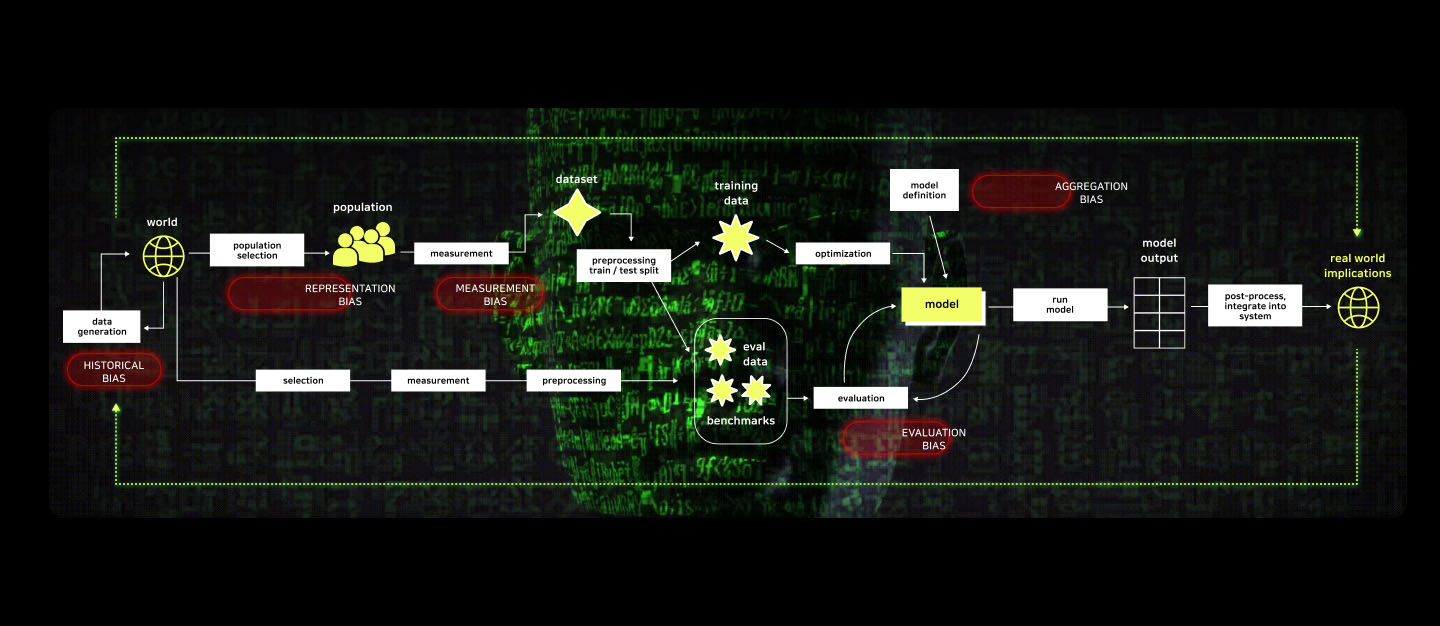 world
population
selection
population
measurement
dataset
preprocessing
train / test split
training
data
optimization
model
definition
AGGREGATION
BIAS
REPRESENTATION
BIAS
MEASUREMENT
BIAS
data
generation
HISTORICAL
BIAS
selection
measurement
preprocessing
eval
data
benchmarks
model
evaluation
EVALUATION
BIAS
run
model
model
output
post-process,
integrate into
system
real world
implications